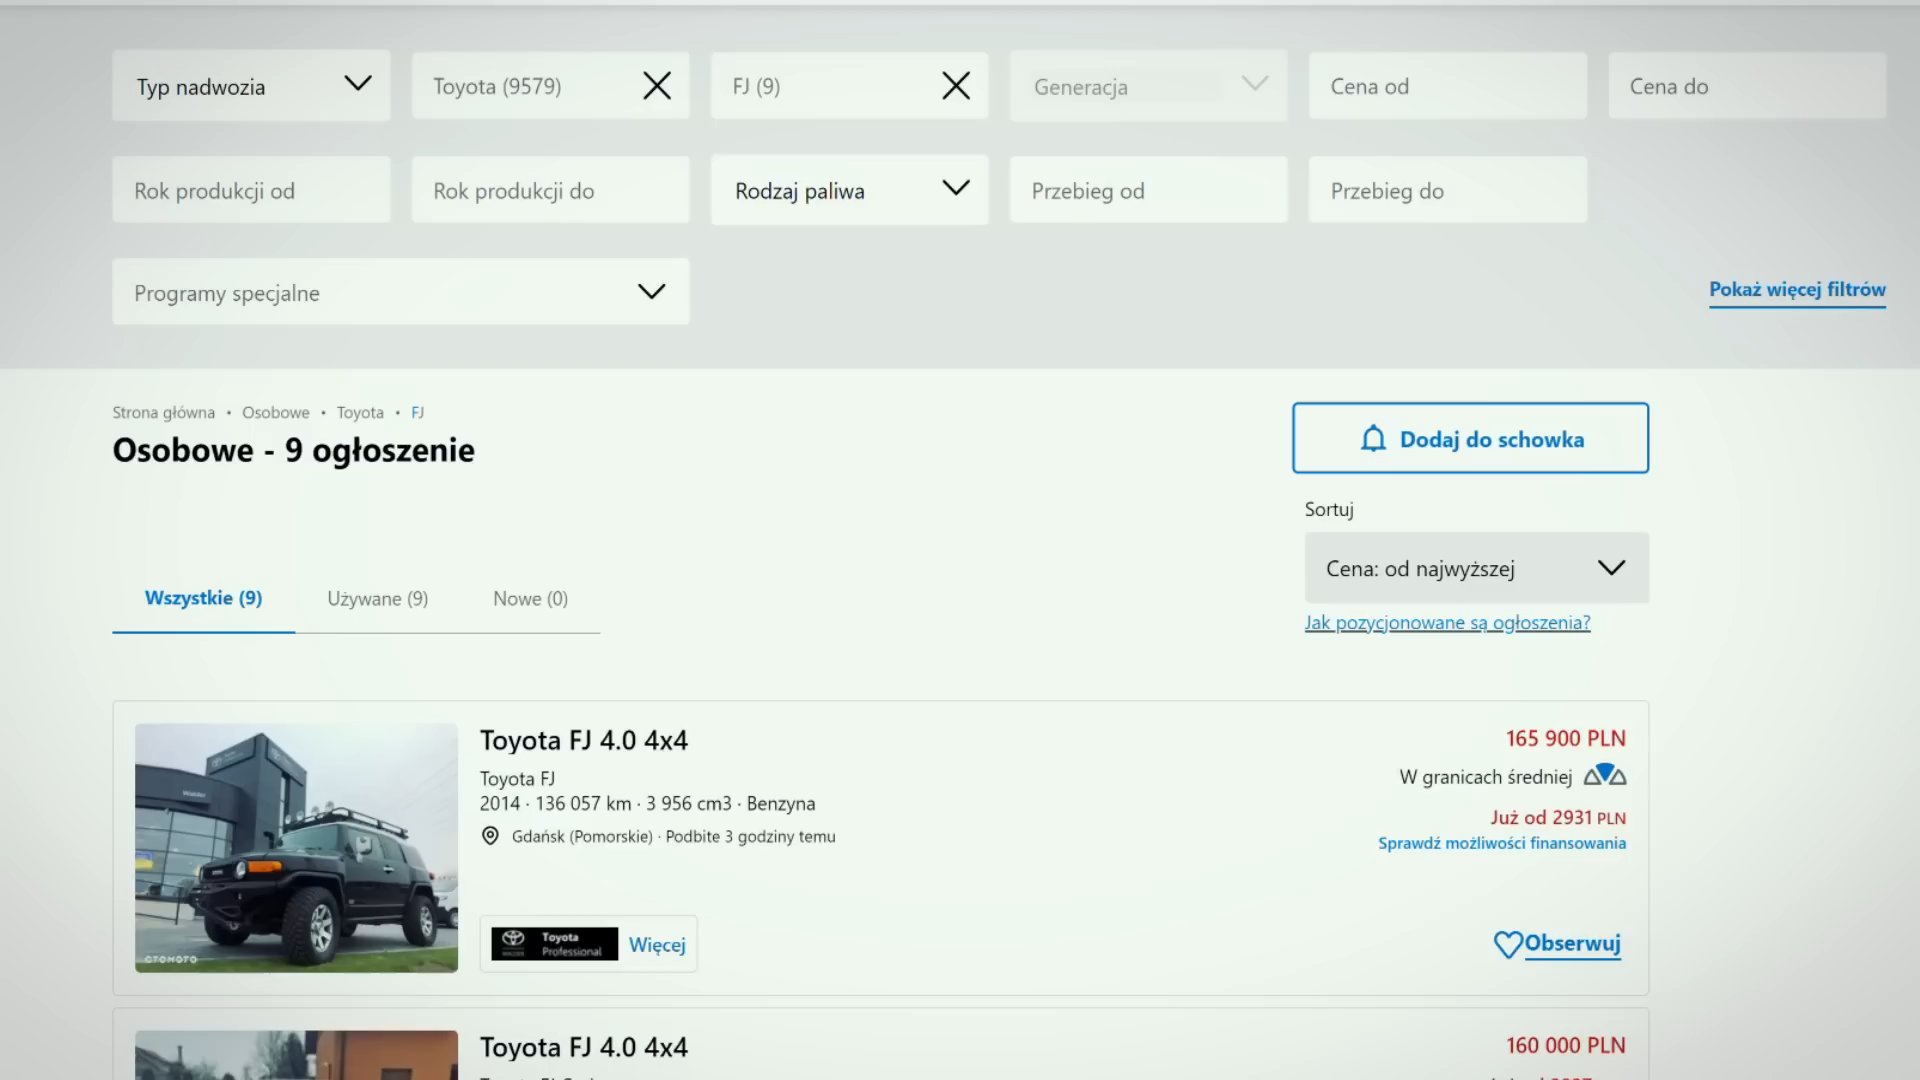 Typ nadwozia
Toyota (9579)
FJ (9)
Generacja
Cena od
Cena do
Rok produkcji od
Rok produkcji do
Rodzaj paliwa
Przebieg od
Przebieg do
Programy specjalne
Pokaż więcej filtrów
Strona główna • Osobowe • Toyota • FJ
Osobowe - 9 ogłoszenie
Dodaj do schowka
Sortuj
Cena: od najwyższej
Jak pozycjonowane są ogłoszenia?
Wszystkie (9)
Używane (9)
Nowe (0)
Toyota FJ 4.0 4x4
Toyota FJ
2014 · 136 057 km · 3 956 cm3 · Benzyna
Gdańsk (Pomorskie) · Podbite 3 godziny temu
165 900 PLN
W granicach średniej
Już od 2931 PLN
Sprawdź możliwości finansowania
OTOMOTO
Toyota
Professional
Więcej
Obserwuj
Toyota FJ 4.0 4x4
160 000 PLN